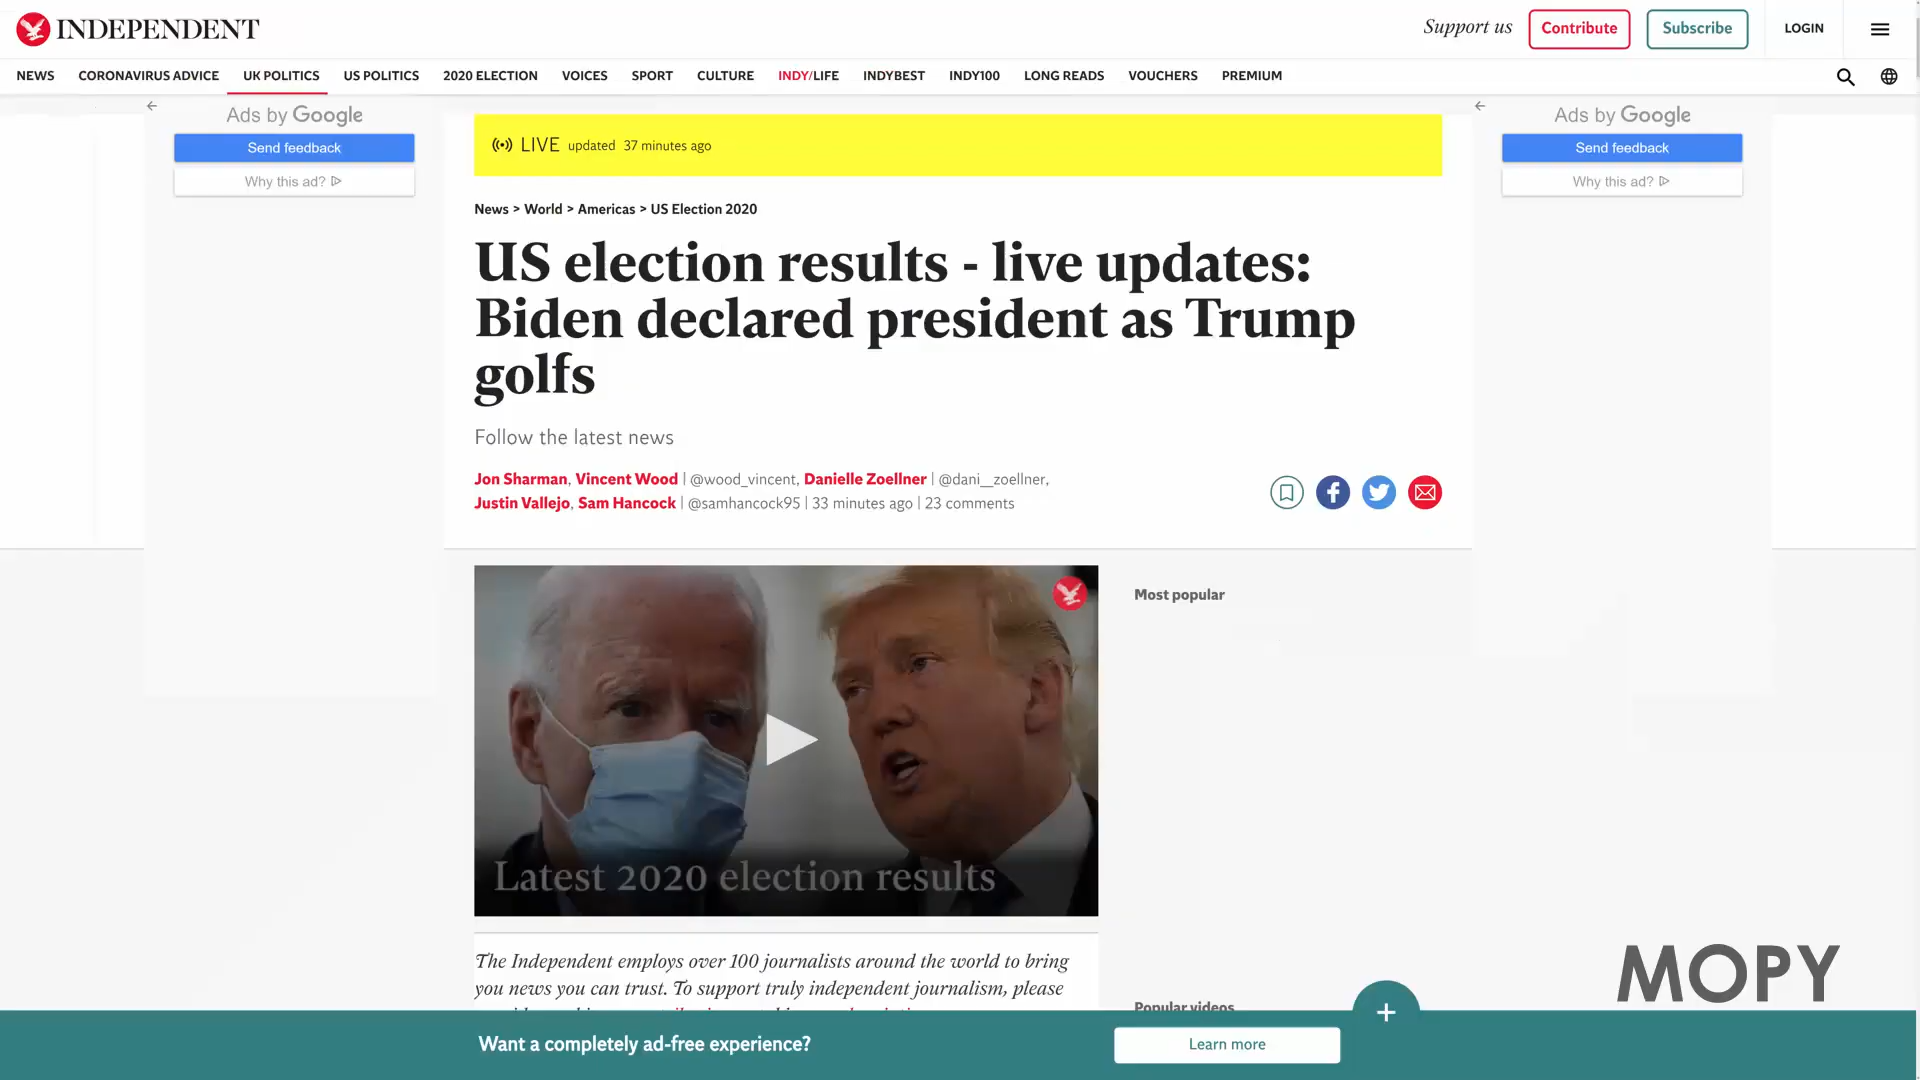 INDEPENDENT
Support us
Contribute
Subscribe
LOGIN
NEWS CORONAVIRUS ADVICE UK POLITICS US POLITICS 2020 ELECTION VOICES SPORT CULTURE INDY/LIFE INDYBEST INDY100 LONG READS VOUCHERS PREMIUM
Ads by Google
Send feedback
Why this ad?
LIVE updated 37 minutes ago
Ads by Google
Send feedback
Why this ad?
News > World > Americas > US Election 2020
US election results - live updates:
Biden declared president as Trump
golfs
Follow the latest news
Jon Sharman, Vincent Wood | @wood_vincent, Danielle Zoellner | @dani__zoellner,
Justin Vallejo, Sam Hancock | @samhancock95 | 33 minutes ago | 23 comments
Latest 2020 election results
Most popular
The Independent employs over 100 journalists around the world to bring
you news you can trust. To support truly independent journalism, please
Popular videos
MOPY
Want a completely ad-free experience?
Learn more